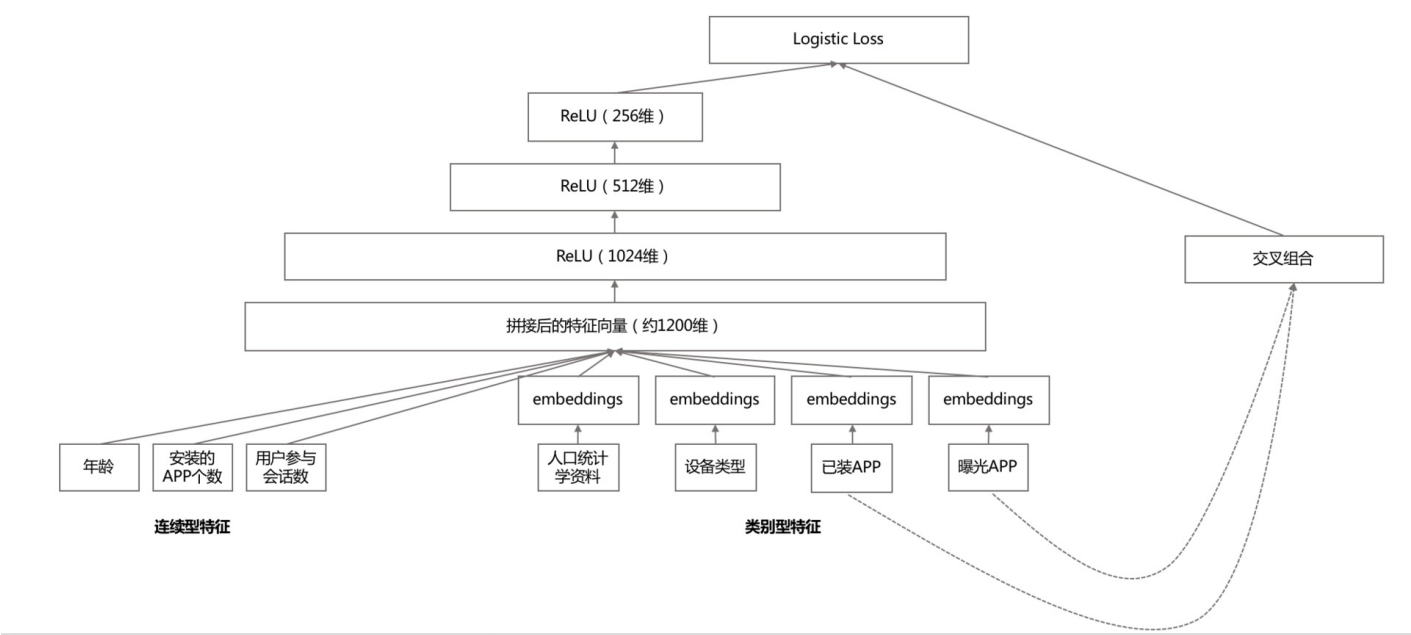 Logistic Loss
ReLU（256维）
ReLU（512维）
ReLU（1024维）
交叉组合
拼接后的特征向量（约1200维）
embeddings
embeddings
embeddings
embeddings
年龄
安装的
APP个数
用户参与
会话数
人口统计
学资料
设备类型
已装APP
曝光APP
连续型特征
类别型特征